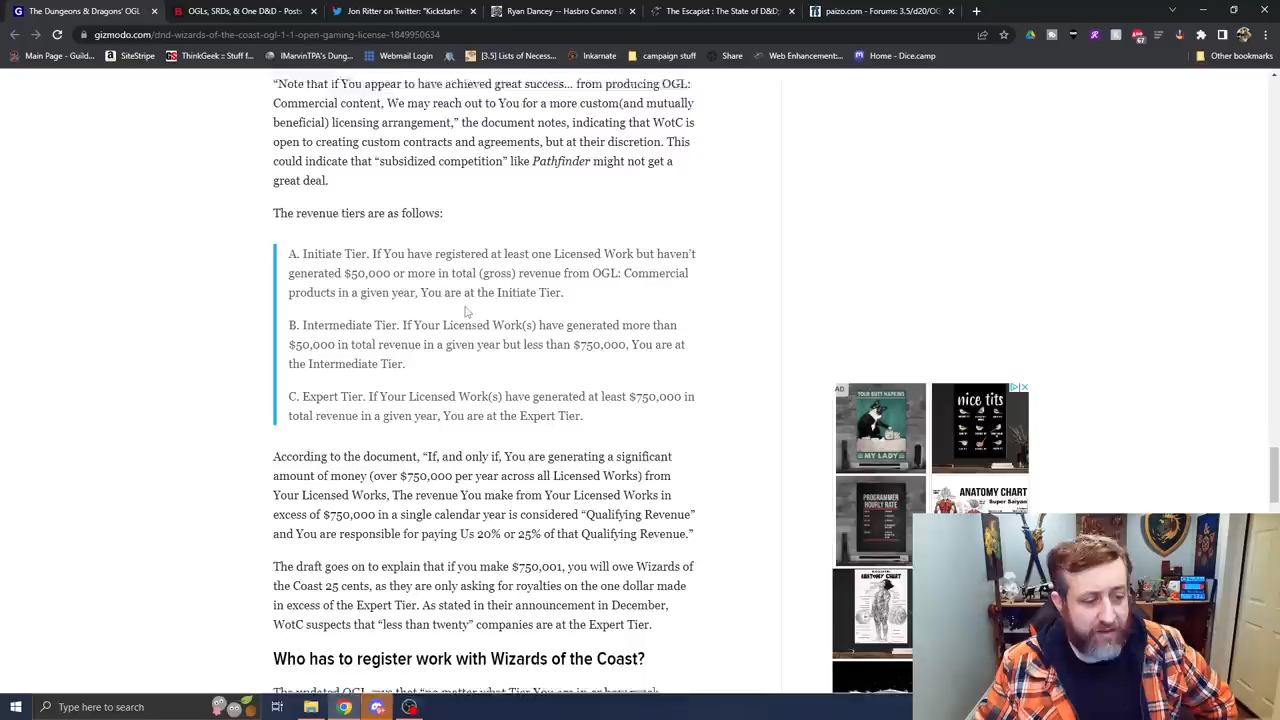 The Dungeons & Dragons' OGL
OGLs, SRDs, & One D&D - Posts
Jon Ritter on Twitter: "Kickstarter
Ryan Dancey -- Hasbro Cannot D
The Escapist : The State of D&D:
paizo.com - Forums: 3.5/d20/OG
gizmodo.com/dnd-wizards-of-the-coast-ogl-1-1-open-gaming-license-1849950634
Main Page - Guild...
SiteStripe
ThinkGeek :: Stuff f...
IMarvinTPA's Dung...
Webmail Login
[3.5] Lists of Necess...
Inkarnate
campaign stuff
Share
Web Enhancement:...
Home - Dice.camp
Other bookmarks
“Note that if You appear to have achieved great success… from producing OGL:
Commercial content, We may reach out to You for a more custom(and mutually
beneficial) licensing arrangement,” the document notes, indicating that WotC is
open to creating custom contracts and agreements, but at their discretion. This
could indicate that “subsidized competition” like Pathfinder might not get a
great deal.
The revenue tiers are as follows:
A. Initiate Tier. If You have registered at least one Licensed Work but haven’t
generated $50,000 or more in total (gross) revenue from OGL: Commercial
products in a given year, You are at the Initiate Tier.
B. Intermediate Tier. If Your Licensed Work(s) have generated more than
$50,000 in total revenue in a given year but less than $750,000, You are at
the Intermediate Tier.
C. Expert Tier. If Your Licensed Work(s) have generated at least $750,000 in
total revenue in a given year, You are at the Expert Tier.
According to the document, “If, and only if, You are generating a significant
amount of money (over $750,000 per year across all Licensed Works) from
Your Licensed Works, The revenue You make from Your Licensed Works in
excess of $750,000 in a single calendar year is considered “Qualifying Revenue”
and You are responsible for paying Us 20% or 25% of that Qualifying Revenue.”
The draft goes on to explain that if you make $750,001, you will owe Wizards of
the Coast 25 cents, as they are only asking for royalties on the one dollar made
in excess of the Expert Tier. As stated in their announcement in December,
WotC suspects that “less than twenty” companies are at the Expert Tier.
Who has to register work with Wizards of the Coast?
AD
YOUR BUTT NAPKINS
MY LADY
nice tits
PROGRAMMER
HOURLY RATE
ANATOMY CHART
Super Saiyan
ANATOMY CHART
Type here to search